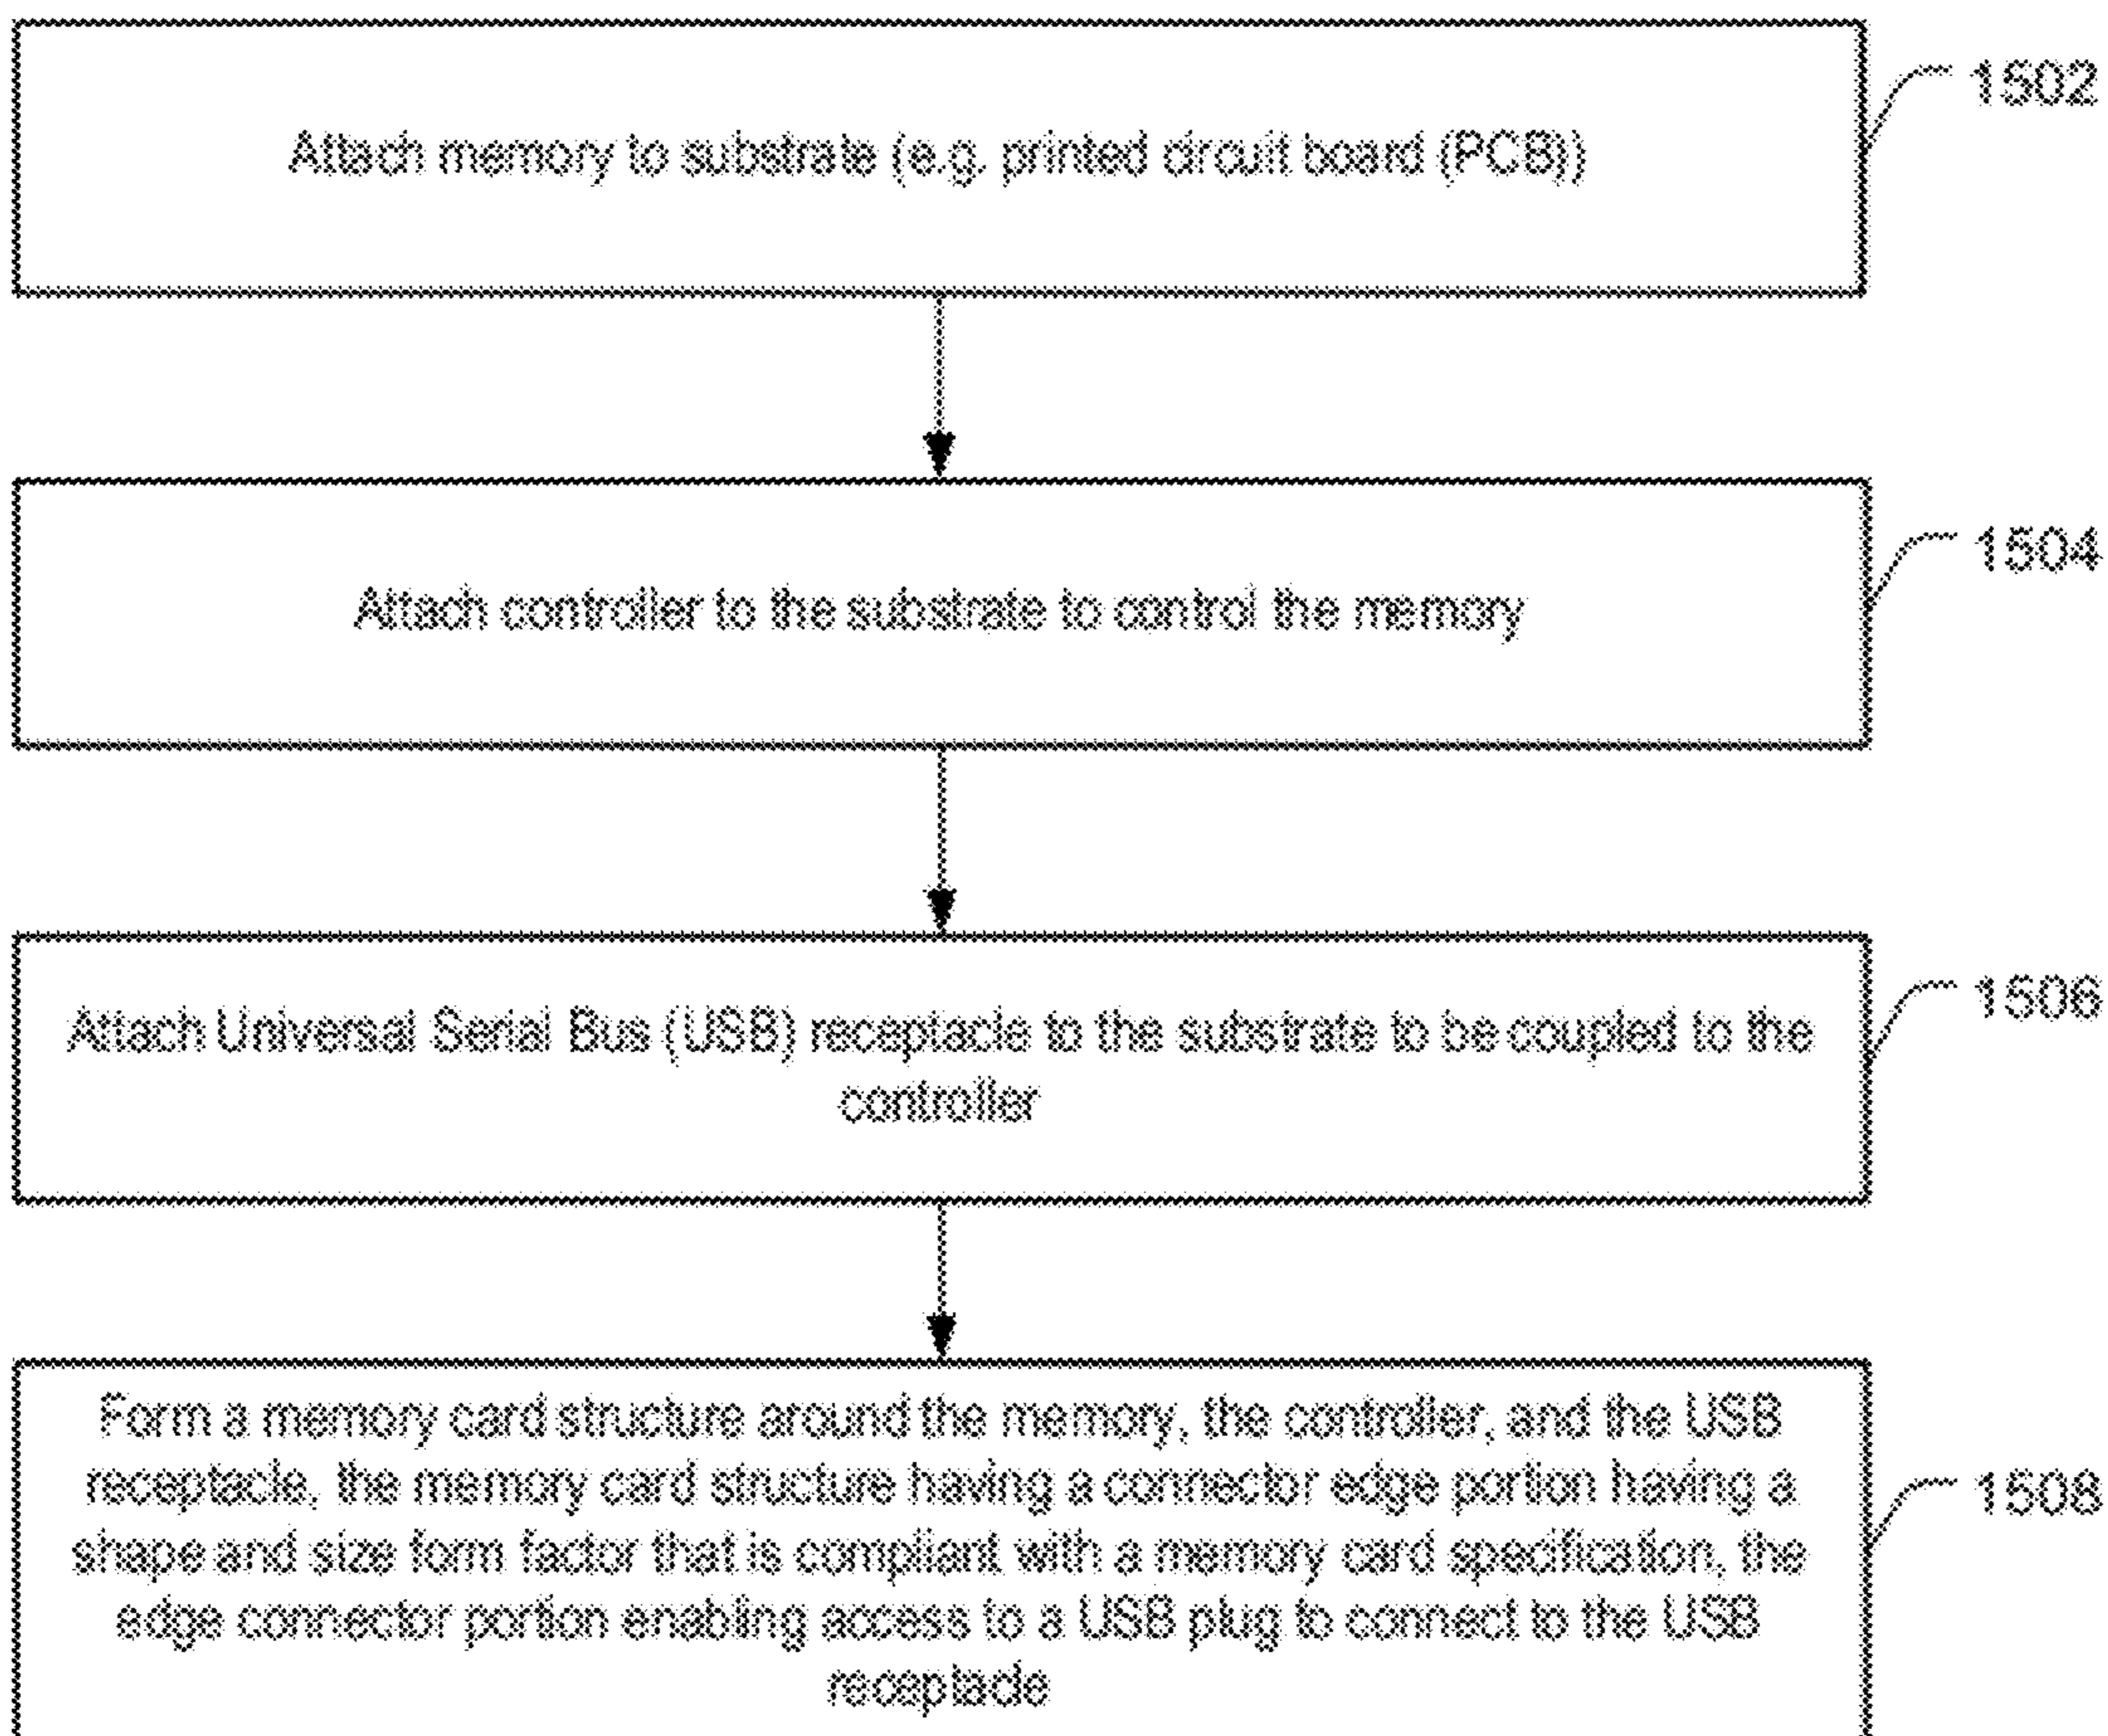 1502
Attach memory to substrate (e.g. printed circuit board (PCB))
1504
Attach controller to the substrate to control the memory
1506
Attach Universal Serial Bus (USB) receptacle to the substrate to be coupled to the
controller
1508
Form a memory card structure around the memory, the controller, and the USB
receptacle, the memory card structure having a connector edge portion having a
shape and size form factor that is compliant with a memory card specification, the
edge connector portion enabling access to a USB plug to connect to the USB
receptacle